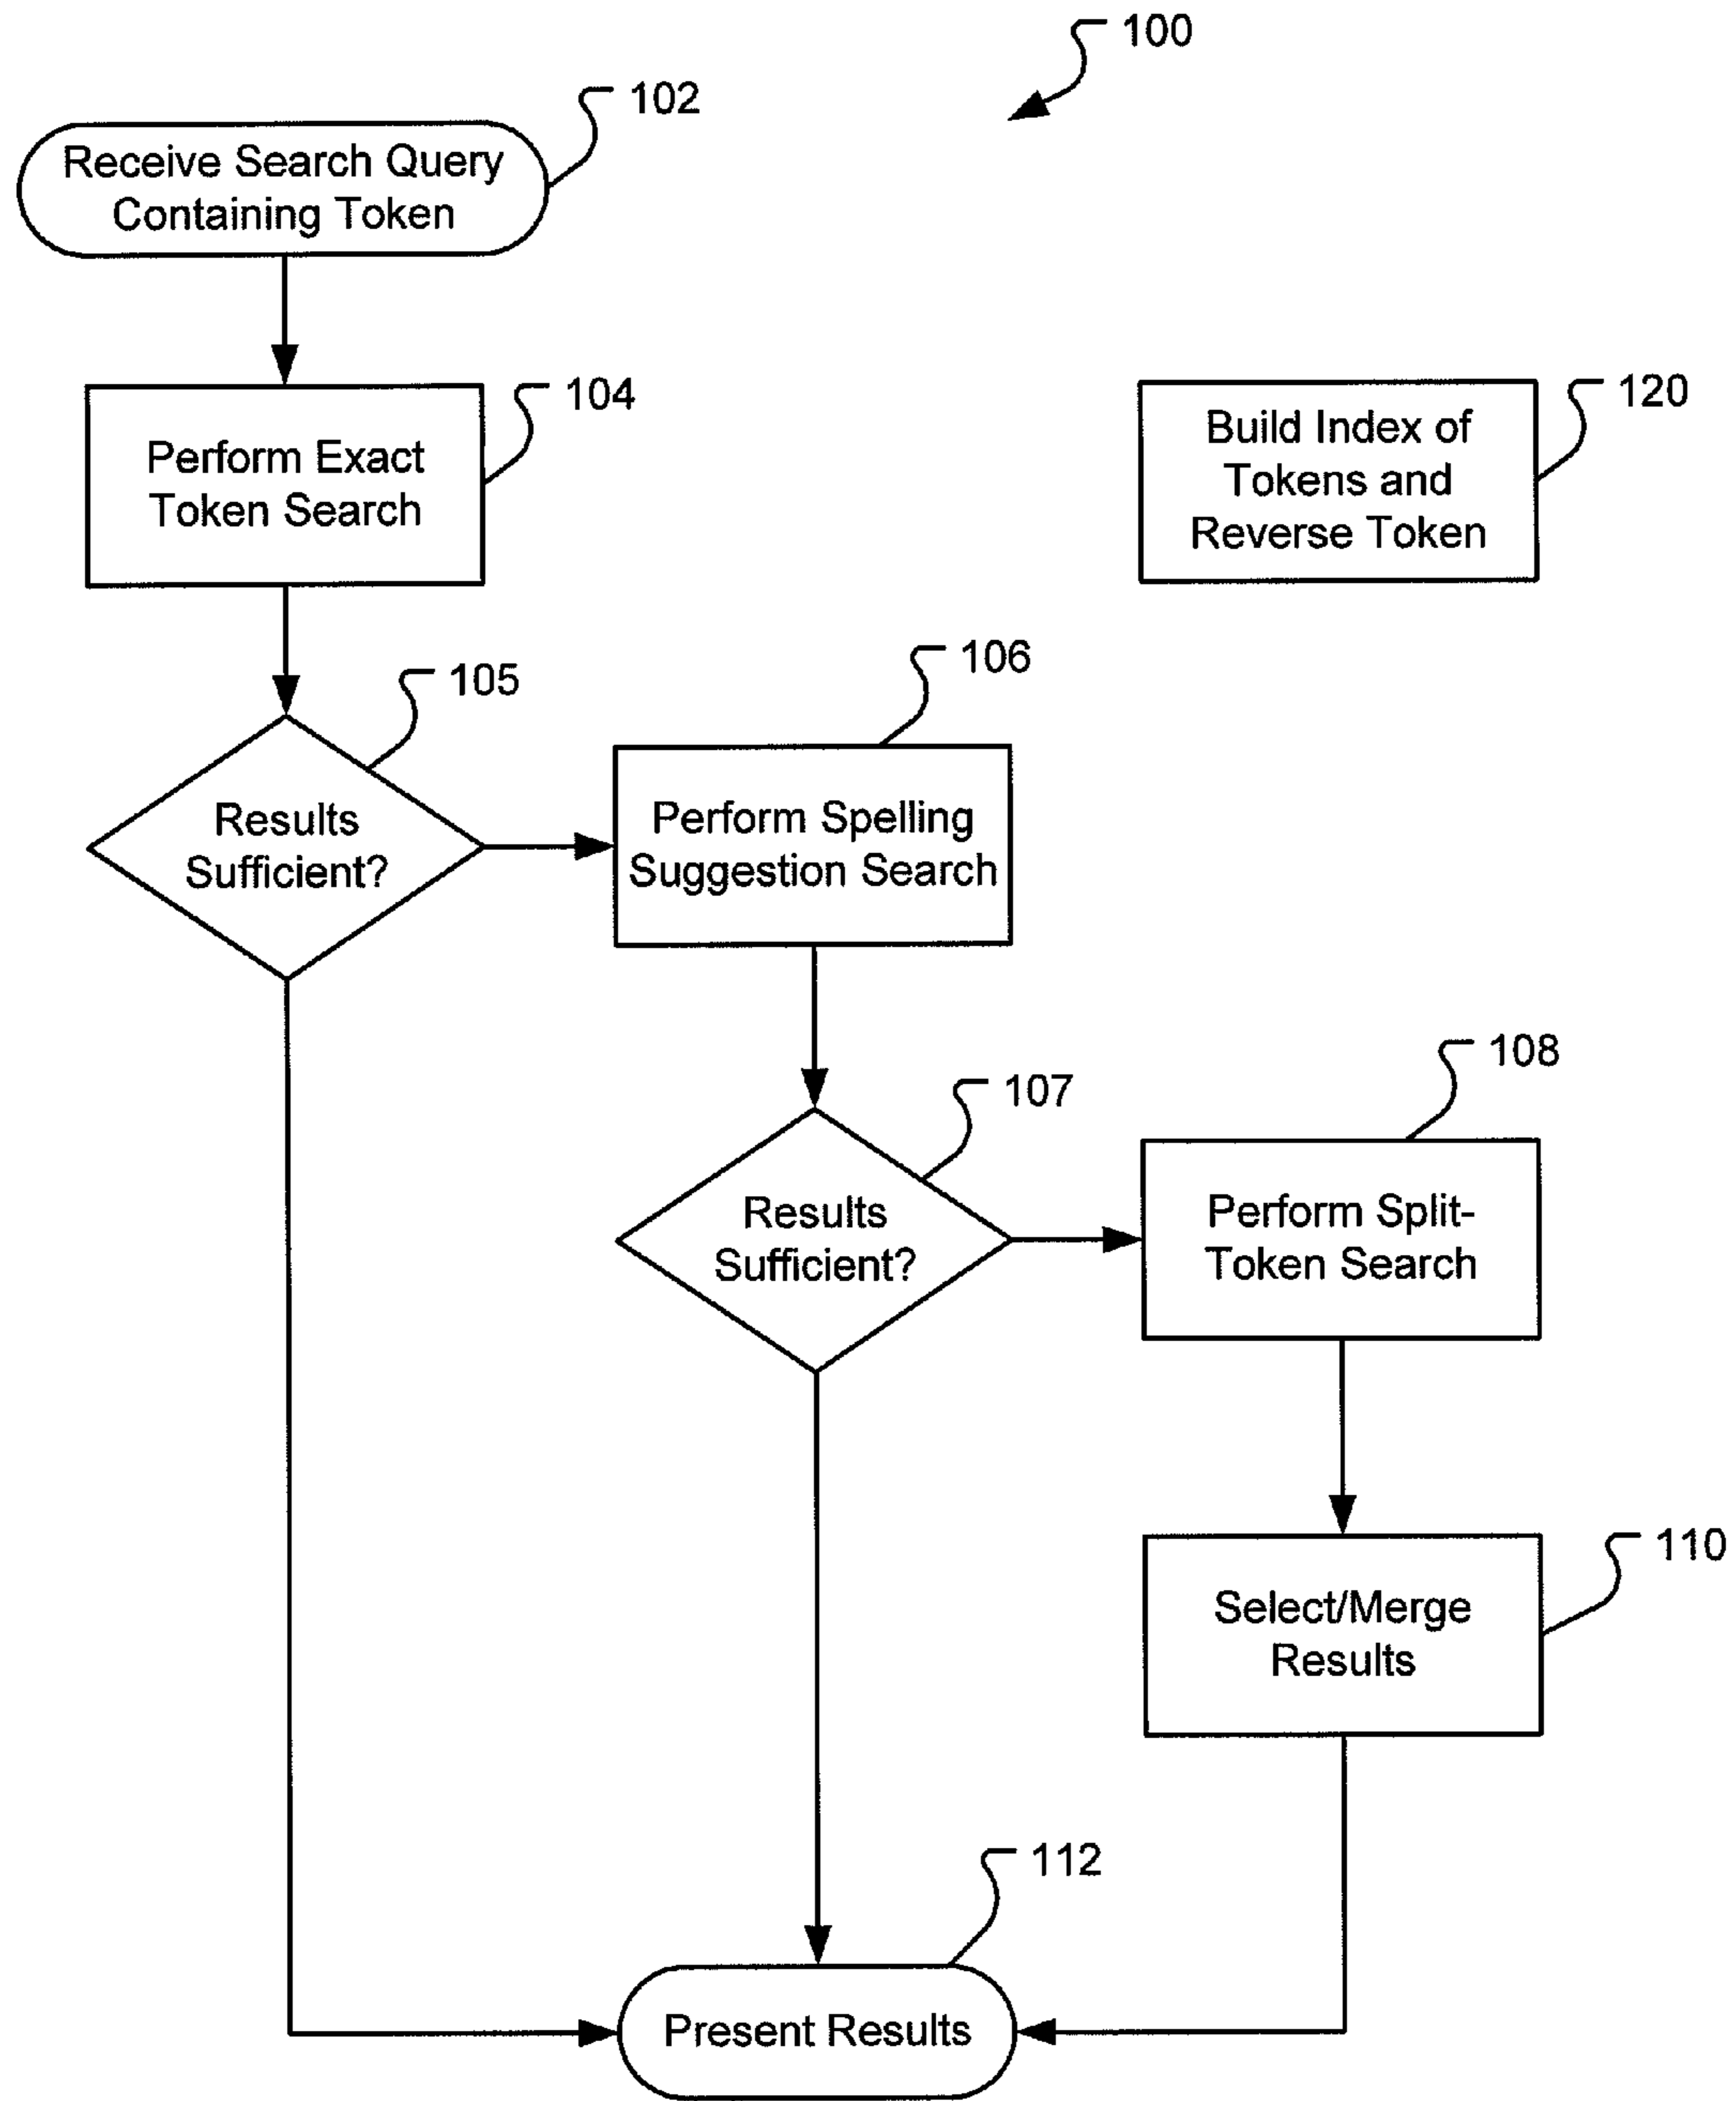 100
102
Receive Search Query
Containing Token
104
Perform Exact
Token Search
120
Build Index of
Tokens and
Reverse Token
105
Results
Sufficient?
106
Perform Spelling
Suggestion Search
107
Results
Sufficient?
108
Perform Split-
Token Search
110
Select/Merge
Results
112
Present Results